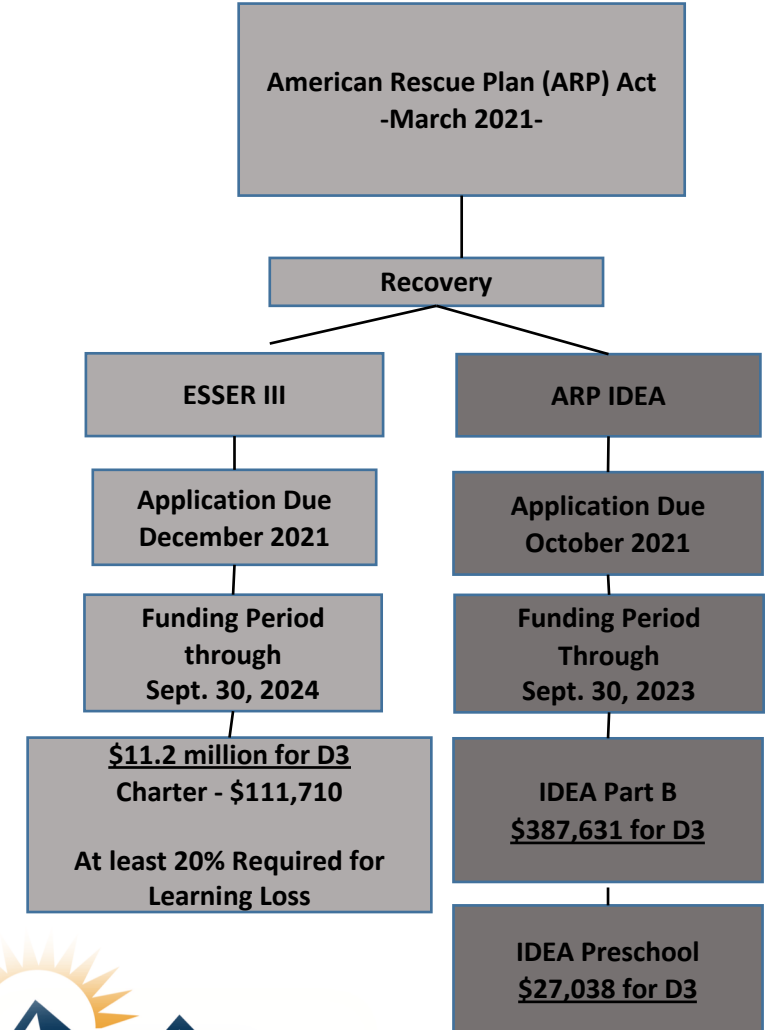 American Rescue Plan (ARP) Act
-March 2021-
Recovery
ESSER III
Application Due
December 2021
Funding Period
through
Sept. 30, 2024
$11.2 million for D3
Charter - $111,710
At least 20% Required for
Learning Loss
ARP IDEA
Application Due
October 2021
Funding Period
Through
Sept. 30, 2023
IDEA Part B
$387,631 for D3
IDEA Preschool
$27,038 for D3